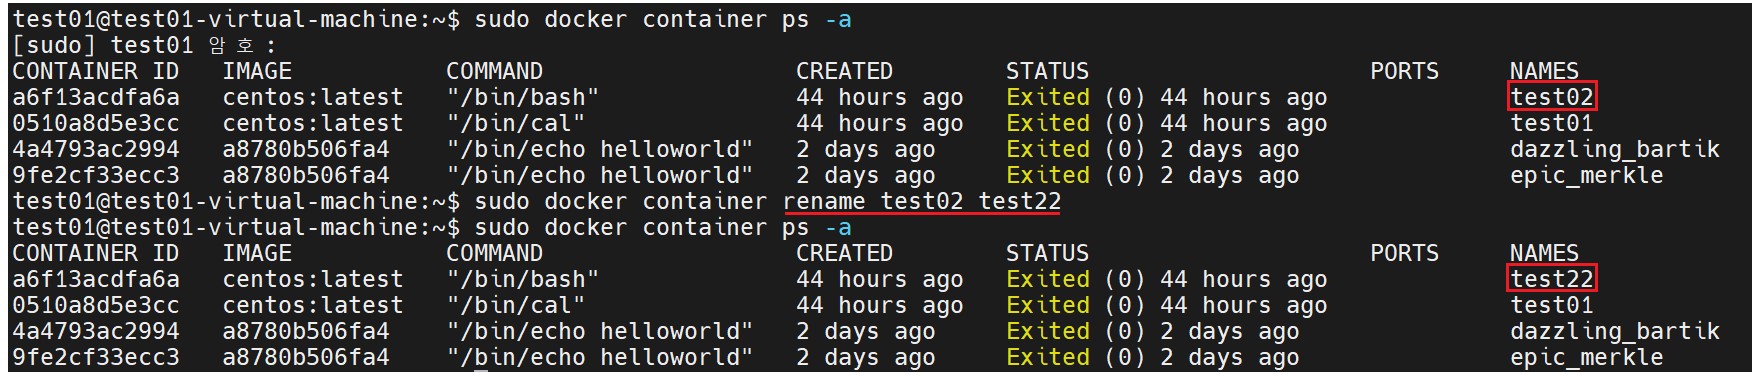 test01@test01-virtual-machine:~$ sudo docker container ps -a
[sudo] test01 암호:
CONTAINER ID   IMAGE          COMMAND                  CREATED        STATUS                    PORTS     NAMES
a6f13acdfa6a   centos:latest   "/bin/bash"              44 hours ago   Exited (0) 44 hours ago             test02
0510a8d5e3cc   centos:latest   "/bin/cal"               44 hours ago   Exited (0) 44 hours ago             test01
4a4793ac2994   a8780b506fa4    "/bin/echo helloworld"   2 days ago     Exited (0) 2 days ago               dazzling_bartik
9fe2cf33ecc3   a8780b506fa4    "/bin/echo helloworld"   2 days ago     Exited (0) 2 days ago               epic_merkle
test01@test01-virtual-machine:~$ sudo docker container rename test02 test22
test01@test01-virtual-machine:~$ sudo docker container ps -a
CONTAINER ID   IMAGE          COMMAND                  CREATED        STATUS                    PORTS     NAMES
a6f13acdfa6a   centos:latest   "/bin/bash"              44 hours ago   Exited (0) 44 hours ago             test22
0510a8d5e3cc   centos:latest   "/bin/cal"               44 hours ago   Exited (0) 44 hours ago             test01
4a4793ac2994   a8780b506fa4    "/bin/echo helloworld"   2 days ago     Exited (0) 2 days ago               dazzling_bartik
9fe2cf33ecc3   a8780b506fa4    "/bin/echo helloworld"   2 days ago     Exited (0) 2 days ago               epic_merkle